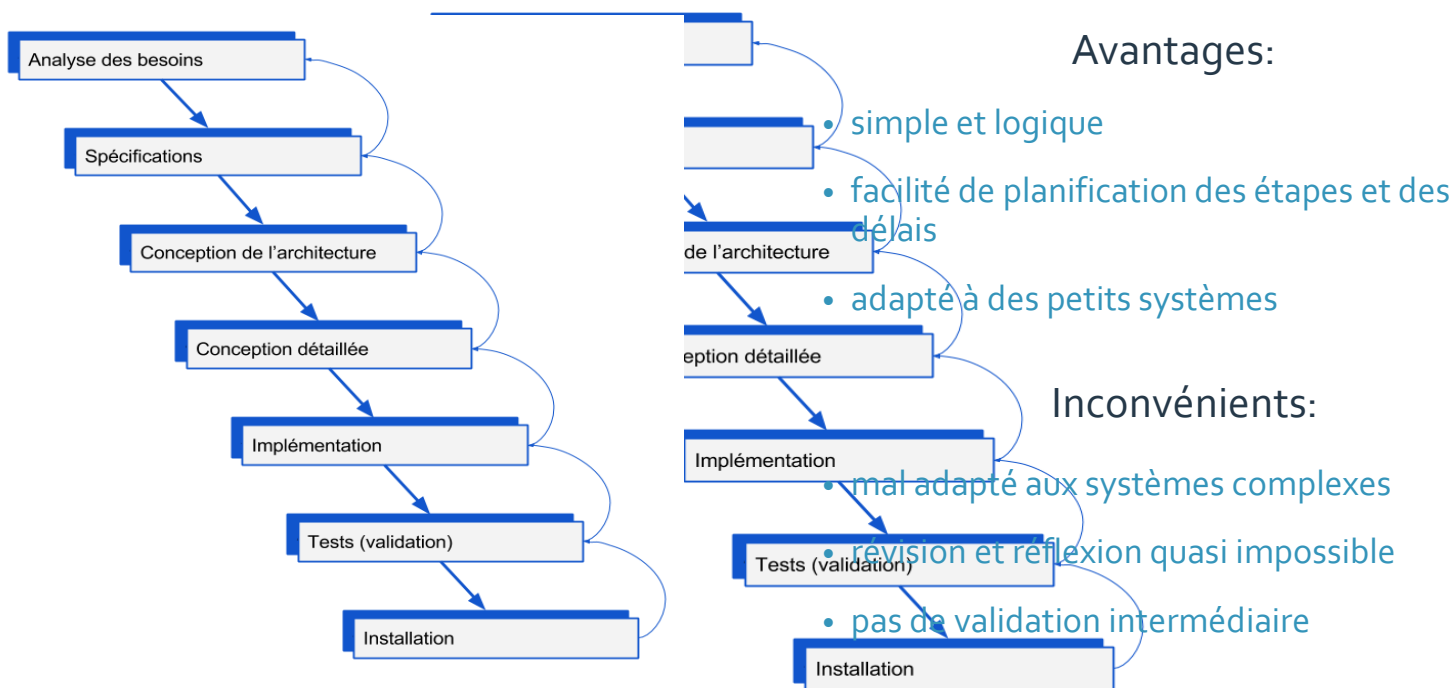 Analyse des besoins
Spécifications
Conception de l'architecture
Conception détaillée
Implémentation
Tests (validation)
Installation
de l'architecture
eption détaillée
Implémentation
Tests (validation)
Installation
Avantages:
• simple et logique
• facilité de planification des étapes et des
délais
• adapté à des petits systèmes
Inconvénients:
• mal adapté aux systèmes complexes
• révision et réflexion quasi impossible
• pas de validation intermédiaire